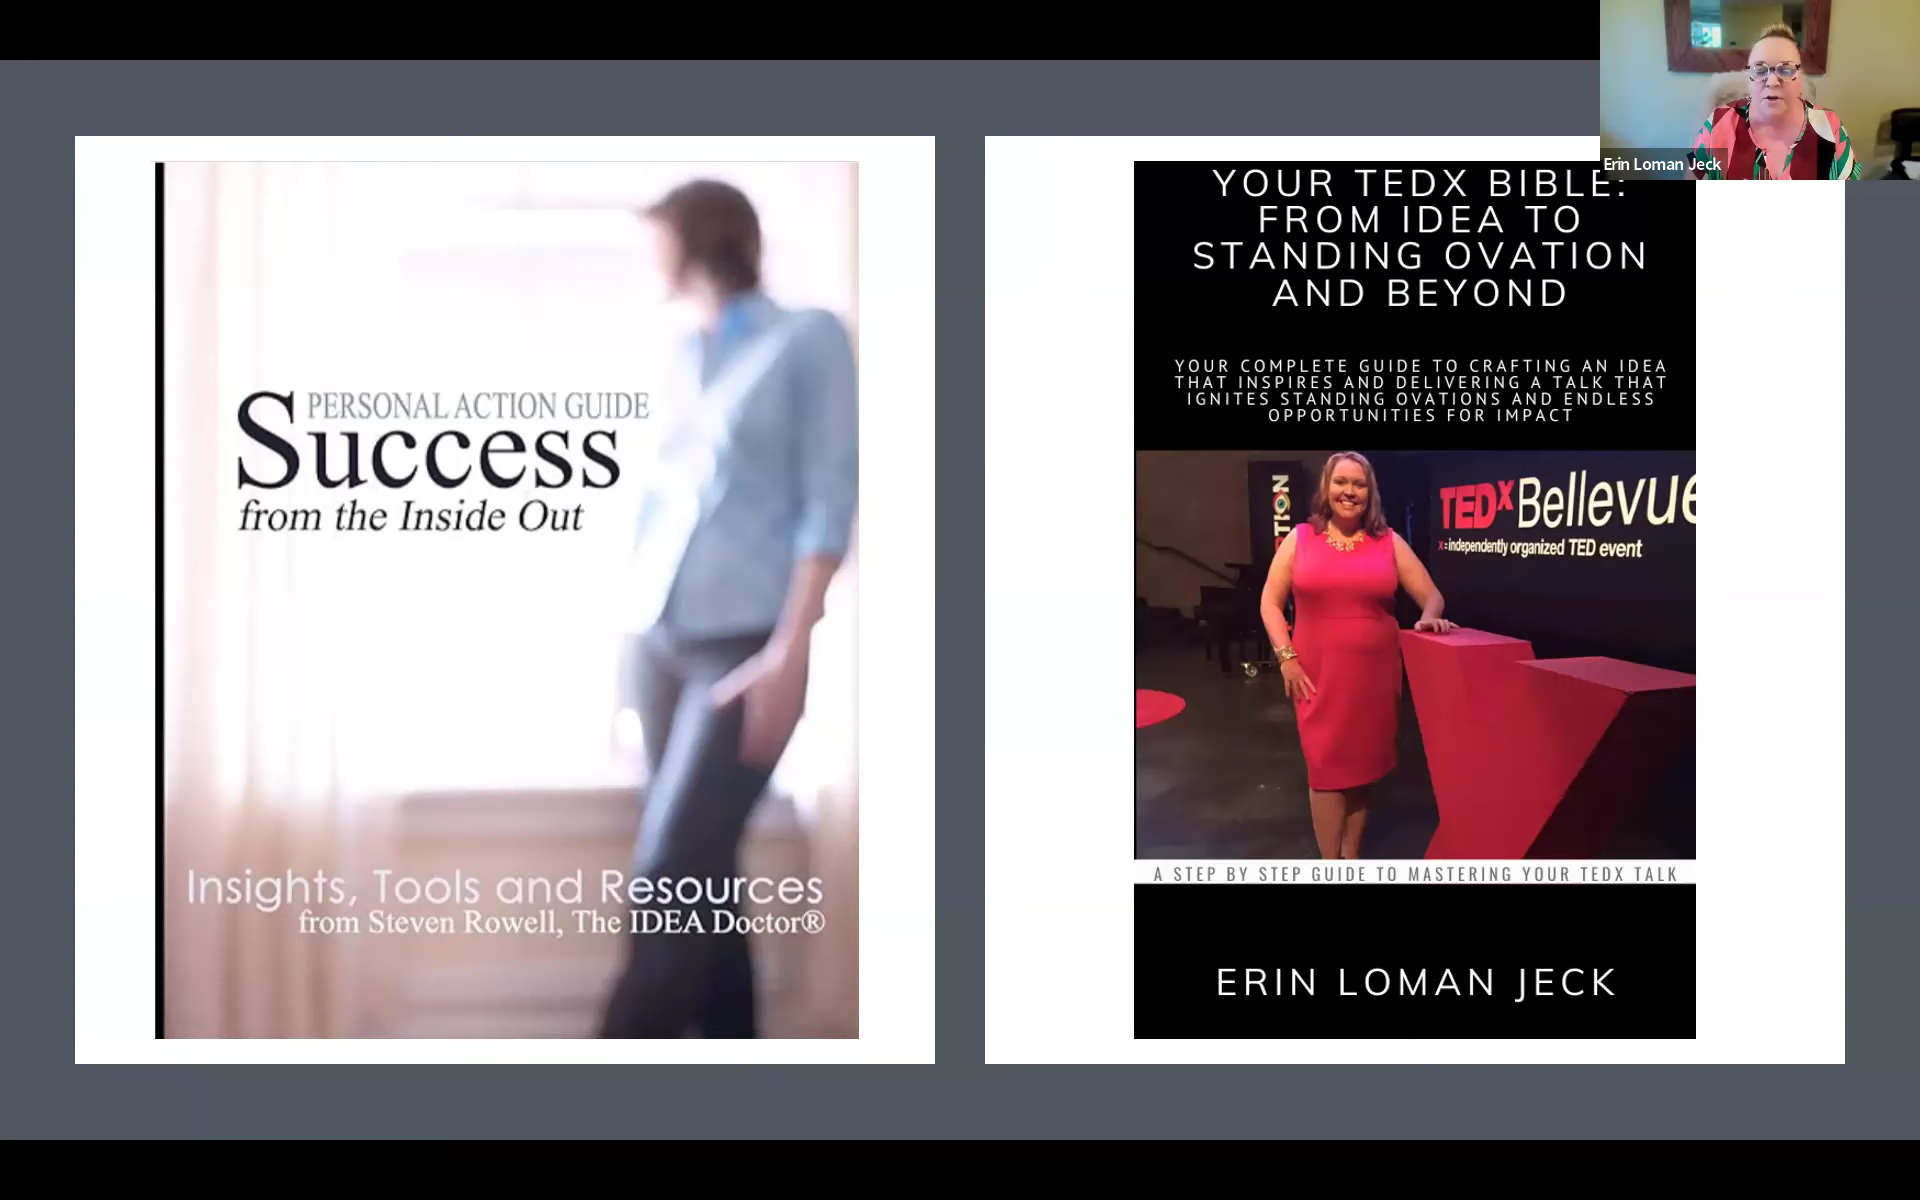 PERSONAL ACTION GUIDE
Success
from the Inside Out
Insights, Tools and Resources
from Steven Rowell, The IDEA Doctor®
YOUR TEDX BIBLE:
FROM IDEA TO
STANDING OVATION
AND BEYOND
YOUR COMPLETE GUIDE TO CRAFTING AN IDEA
THAT INSPIRES AND DELIVERING A TALK THAT
IGNITES STANDING OVATIONS AND ENDLESS
OPPORTUNITIES FOR IMPACT
TEDx Bellevue
x = independently organized TED event
A STEP BY STEP GUIDE TO MASTERING YOUR TEDX TALK
ERIN LOMAN JECK
Erin Loman Jeck